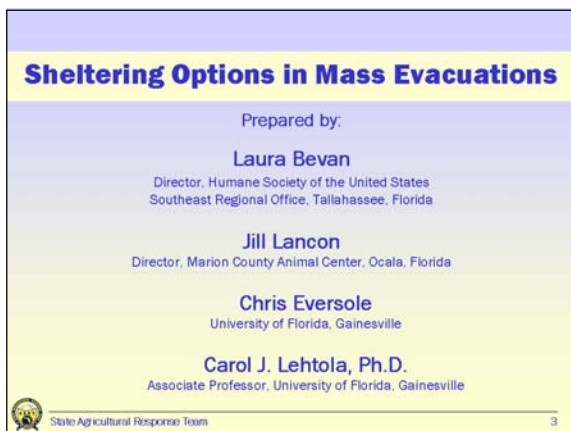 Sheltering Options in Mass Evacuations
Prepared by:
Laura Bevan
Director, Humane Society of the United States
Southeast Regional Office, Tallahassee, Florida
Jill Lancon
Director, Marion County Animal Center, Ocala, Florida
Chris Eversole
University of Florida, Gainesville
Carol J. Lehtola, Ph.D.
Associate Professor, University of Florida, Gainesville
State Agricultural Response Team 3